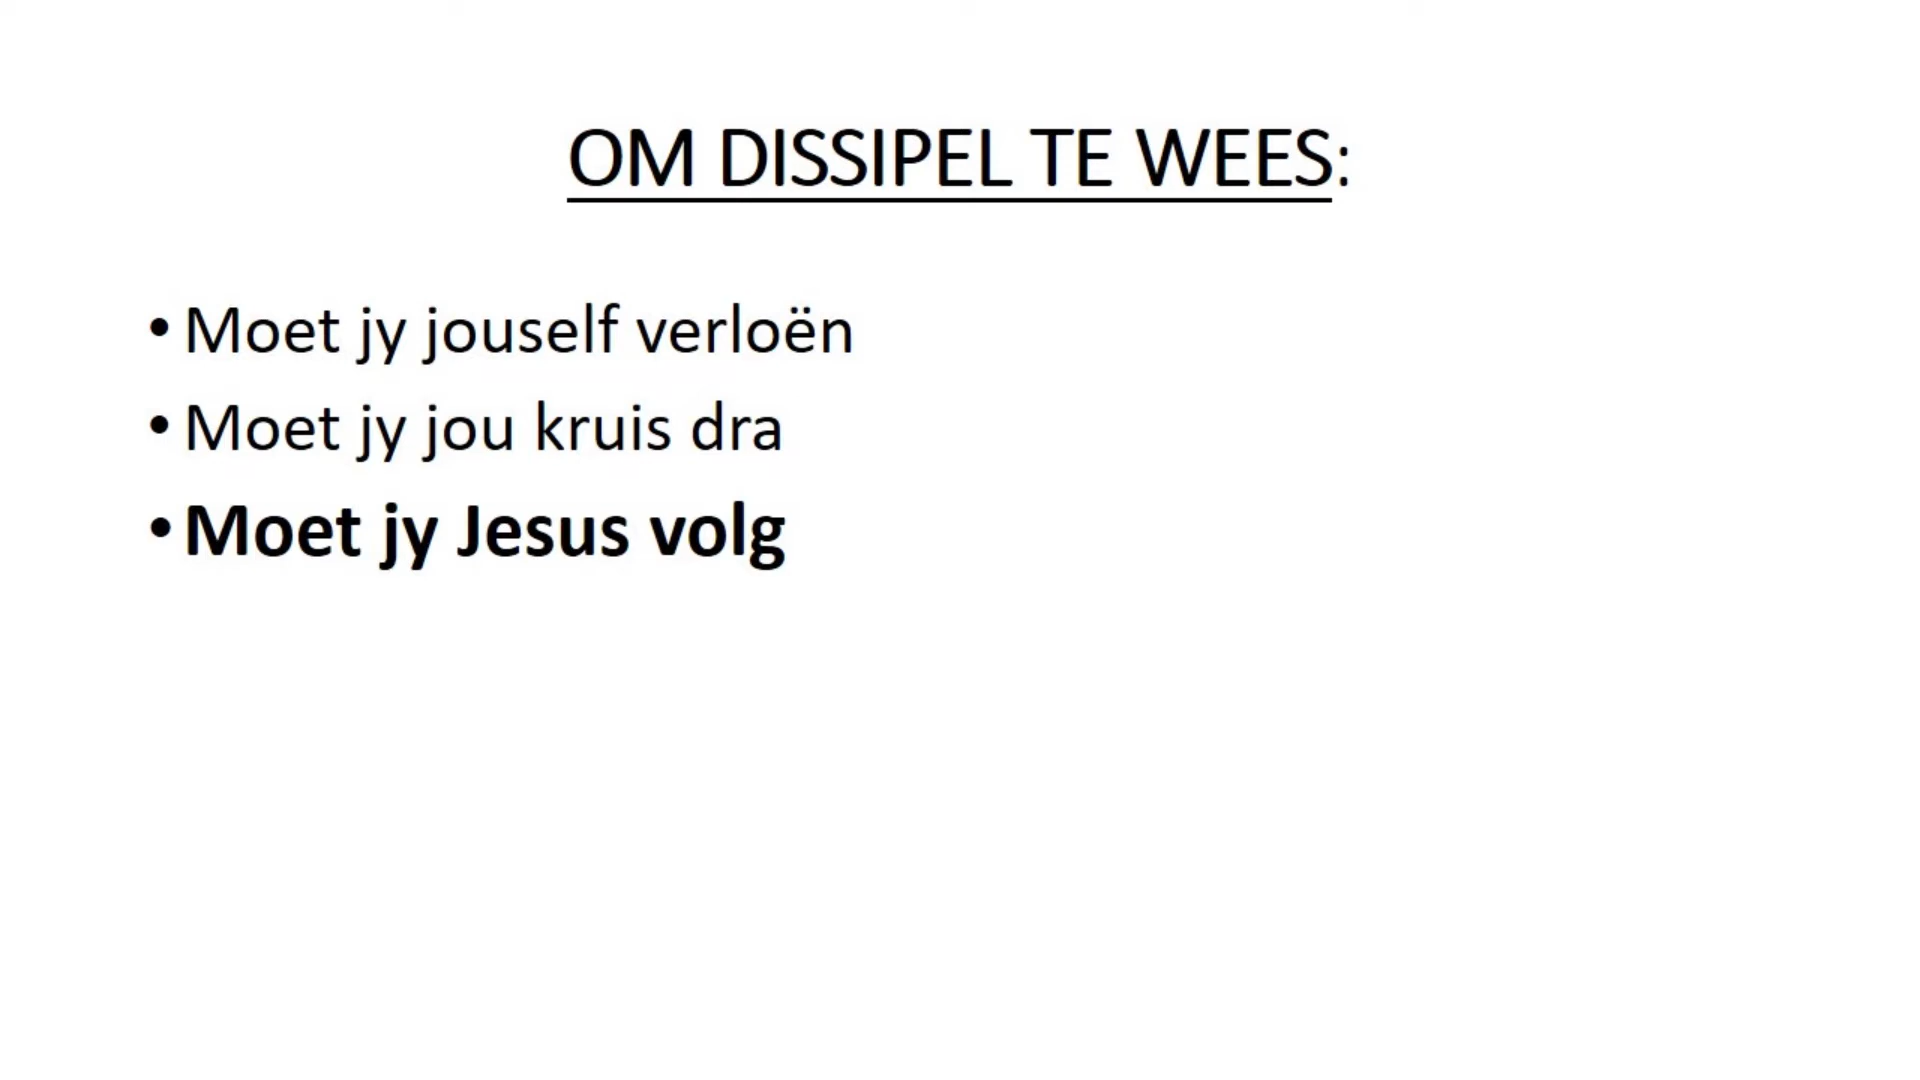 OM DISSIPEL TE WEES:
• Moet jy jouself verloën
• Moet jy jou kruis dra
• Moet jy Jesus volg